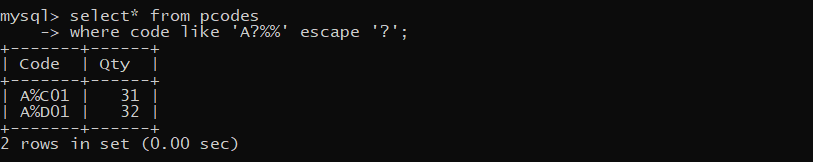 mysql> select* from pcodes
    -> where code like 'A?%%' escape '?';
+-------+------+
| Code  | Qty  |
+-------+------+
| A%C01 |   31 |
| A%D01 |   32 |
+-------+------+
2 rows in set (0.00 sec)